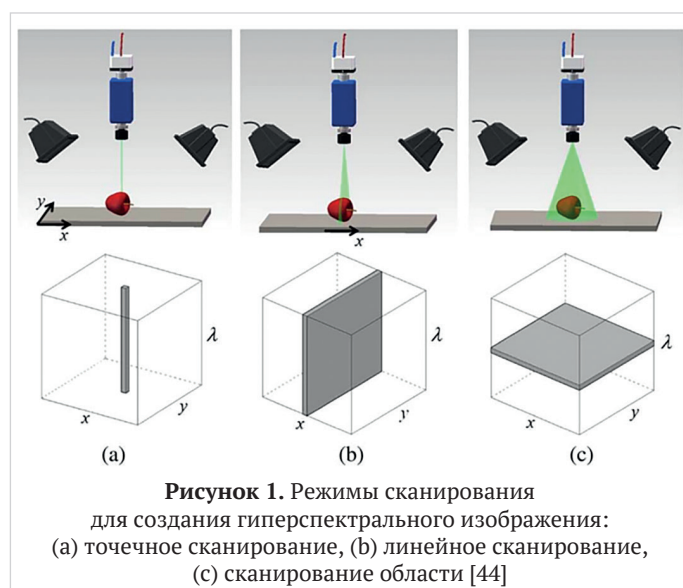 y
x
x
λ
x
y
λ
x
y
λ
x
y
(a)
(b)
(c)
Рисунок 1. Режимы сканирования
для создания гиперспектрального изображения:
(a) точечное сканирование, (b) линейное сканирование,
(c) сканирование области [44]